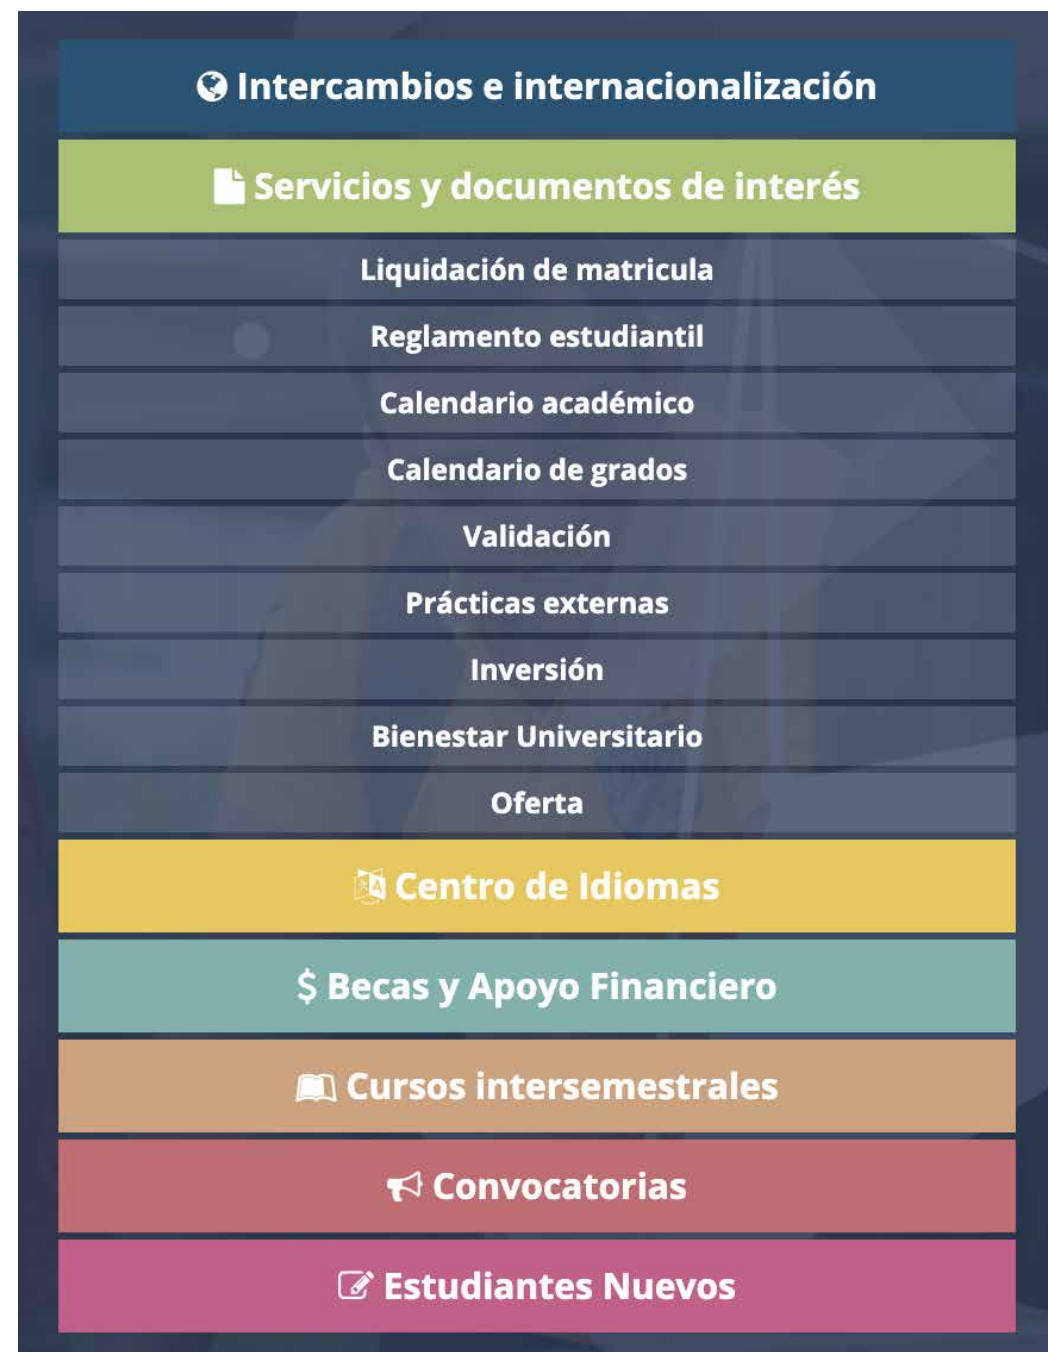 Intercambios e internacionalización
Servicios y documentos de interés
Liquidación de matricula
Reglamento estudiantil
Calendario académico
Calendario de grados
Validación
Prácticas externas
Inversión
Bienestar Universitario
Oferta
Centro de Idiomas
$ Becas y Apoyo Financiero
Cursos intersemestrales
Convocatorias
Estudiantes Nuevos